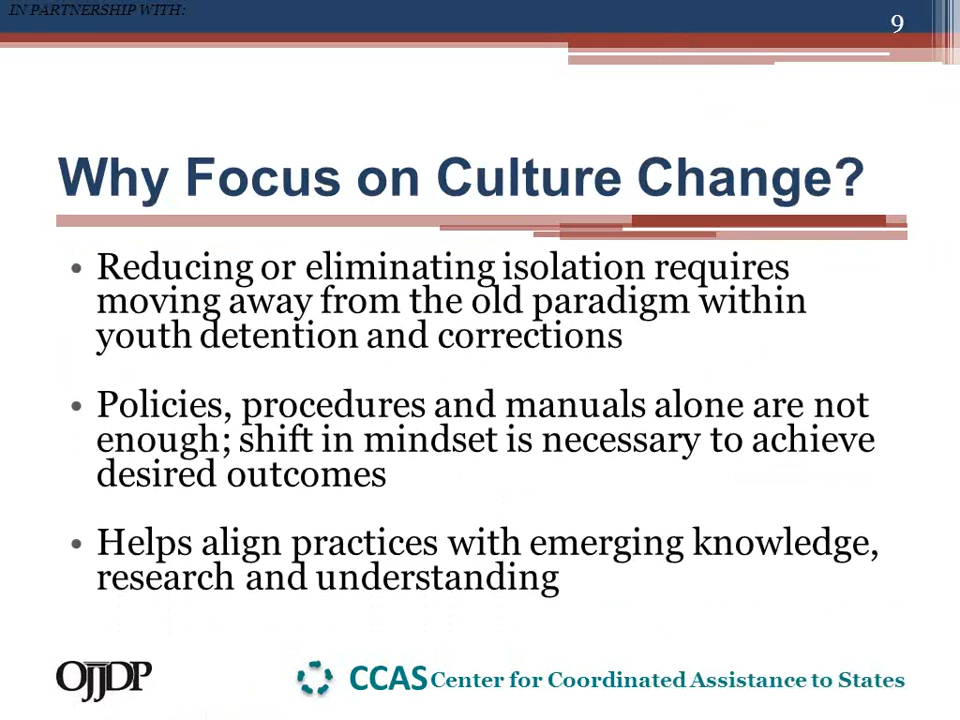 IN PARTNERSHIP WITH:
9
Why Focus on Culture Change?
• Reducing or eliminating isolation requires
moving away from the old paradigm within
youth detention and corrections
• Policies, procedures and manuals alone are not
enough; shift in mindset is necessary to achieve
desired outcomes
• Helps align practices with emerging knowledge,
research and understanding
OJJDP
CCAS Center for Coordinated Assistance to States